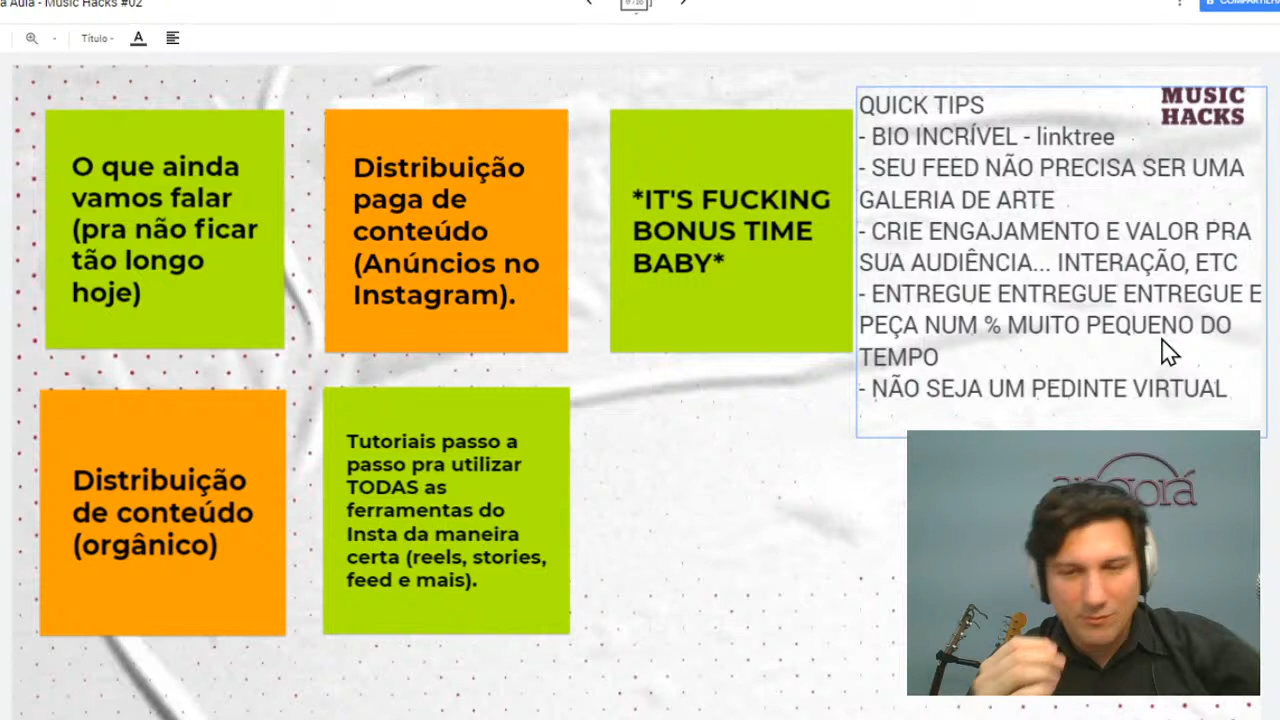 a Aula - Music Hacks #02
COMPARTILHA
Título
A
O que ainda
vamos falar
(pra não ficar
tão longo
hoje)
Distribuição
paga de
conteúdo
(Anúncios no
Instagram).
*IT'S FUCKING
BONUS TIME
BABY*
QUICK TIPS
- BIO INCRÍVEL - linktree
- SEU FEED NÃO PRECISA SER UMA
GALERIA DE ARTE
- CRIE ENGAJAMENTO E VALOR PRA
SUA AUDIÊNCIA... INTERAÇÃO, ETC
- ENTREGUE ENTREGUE ENTREGUE E
PEÇA NUM % MUITO PEQUENO DO
TEMPO
- NÃO SEJA UM PEDINTE VIRTUAL
MUSIC
HACKS
Distribuição
de conteúdo
(orgânico)
Tutoriais passo a
passo pra utilizar
TODAS as
ferramentas do
Insta da maneira
certa (reels, stories,
feed e mais).